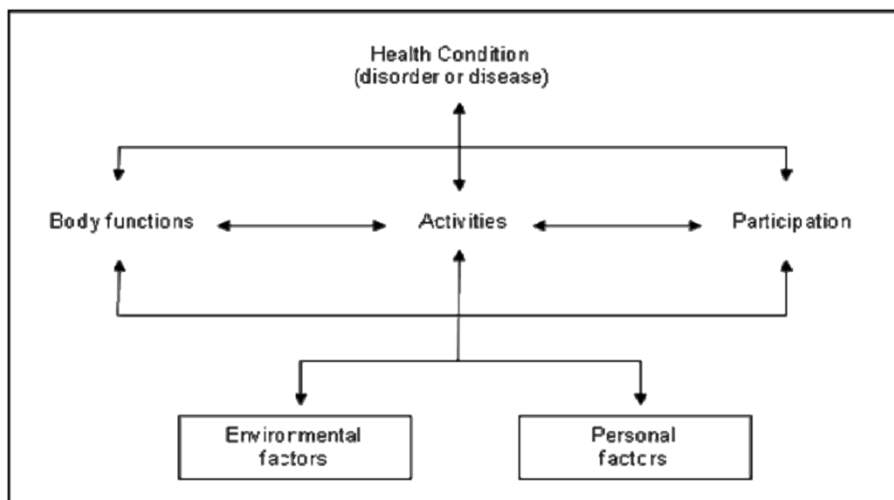 Health Condition
(disorder or disease)
Body functions
Activities
Participation
Environmental
factors
Personal
factors